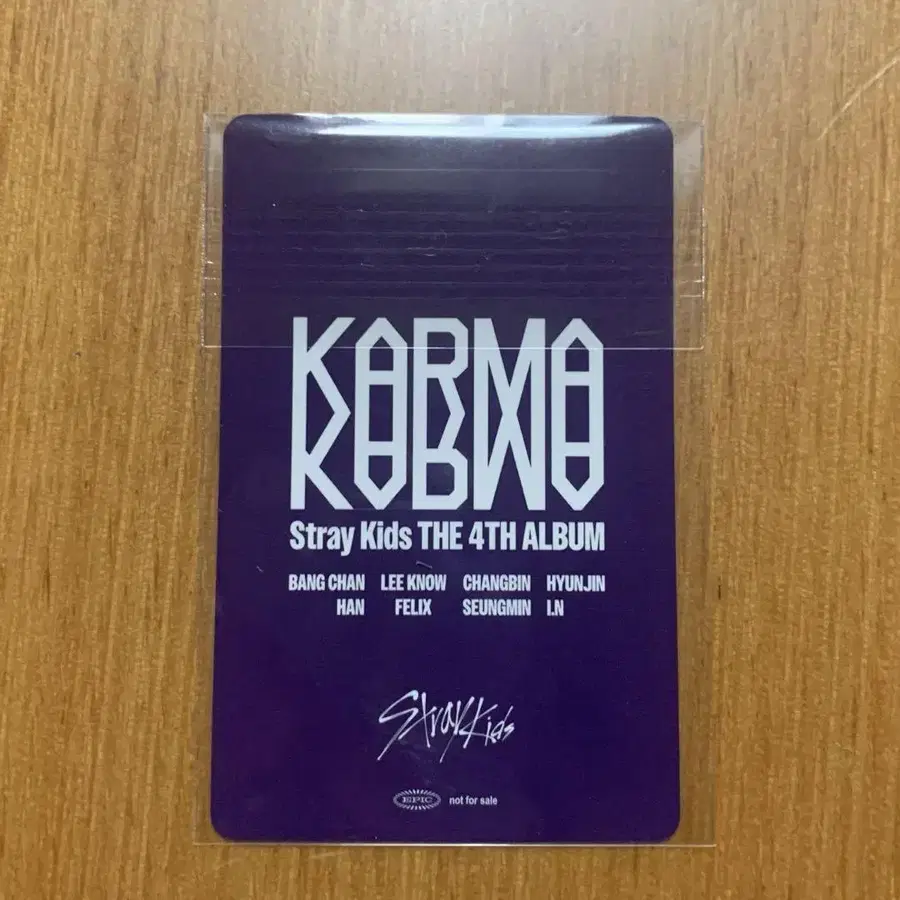 KARMA
Stray Kids THE 4TH ALBUM
BANG CHAN LEE KNOW CHANGBIN HYUNJIN
HAN FELIX SEUNGMIN I.N
Stray Kids
EPIC not for sale